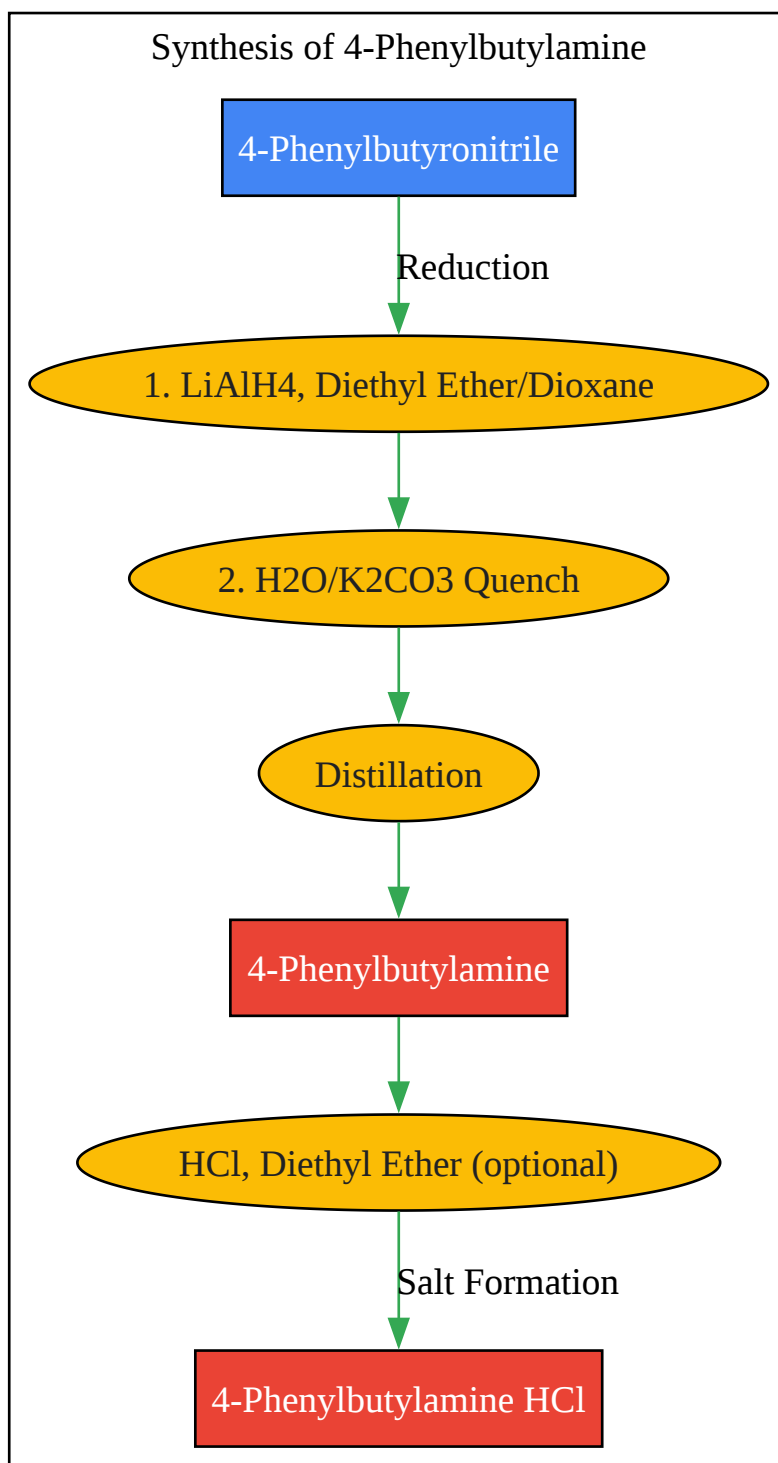 Synthesis of 4-Phenylbutylamine
4-Phenylbutyronitrile
Reduction
1. LiAlH4, Diethyl Ether/Dioxane
2. H2O/K2CO3 Quench
Distillation
4-Phenylbutylamine
HCl, Diethyl Ether (optional)
Salt Formation
4-Phenylbutylamine HCl